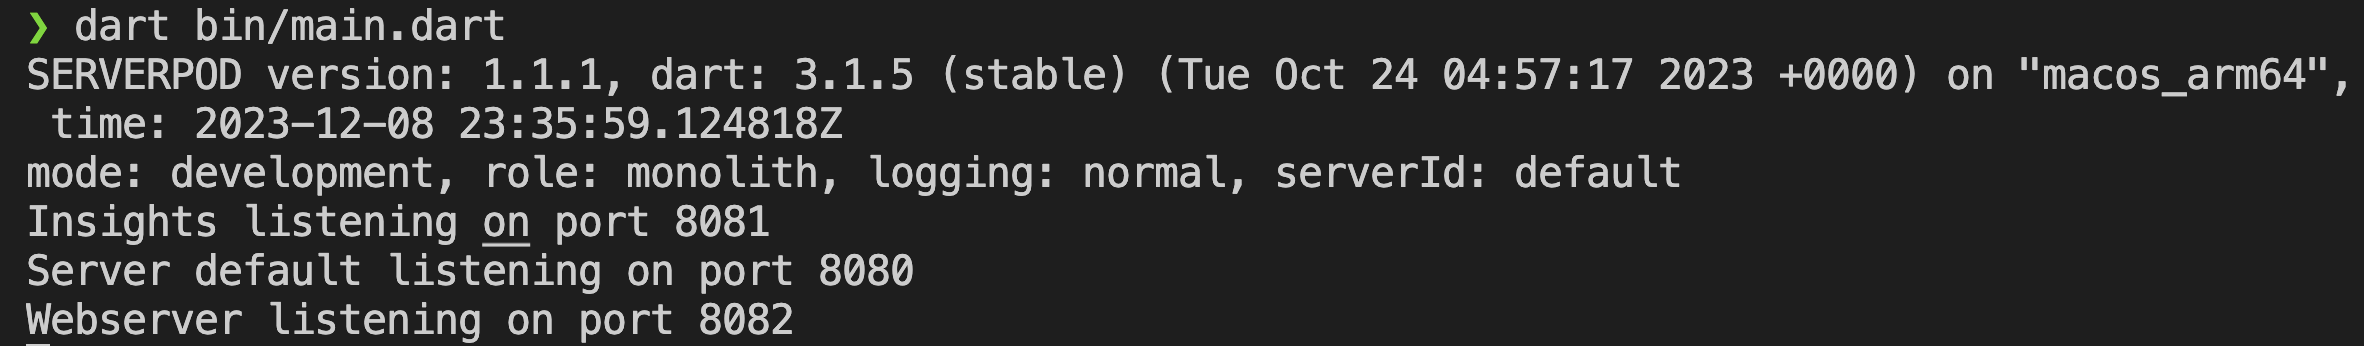 ❯ dart bin/main.dart
SERVERPOD version: 1.1.1, dart: 3.1.5 (stable) (Tue Oct 24 04:57:17 2023 +0000) on "macos_arm64",
 time: 2023-12-08 23:35:59.124818Z
mode: development, role: monolith, logging: normal, serverId: default
Insights listening on port 8081
Server default listening on port 8080
Webserver listening on port 8082